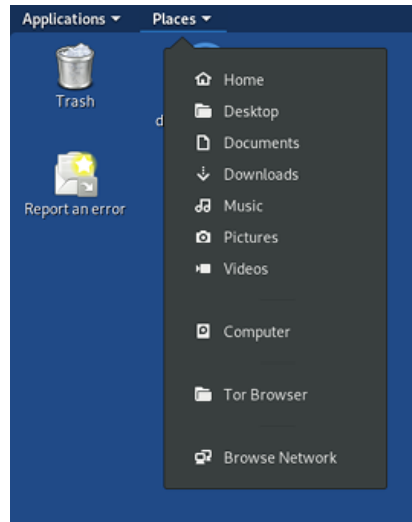 Applications Places
Trash
d
Report an error
Home
Desktop
Documents
Downloads
Music
Pictures
Videos
Computer
Tor Browser
Browse Network